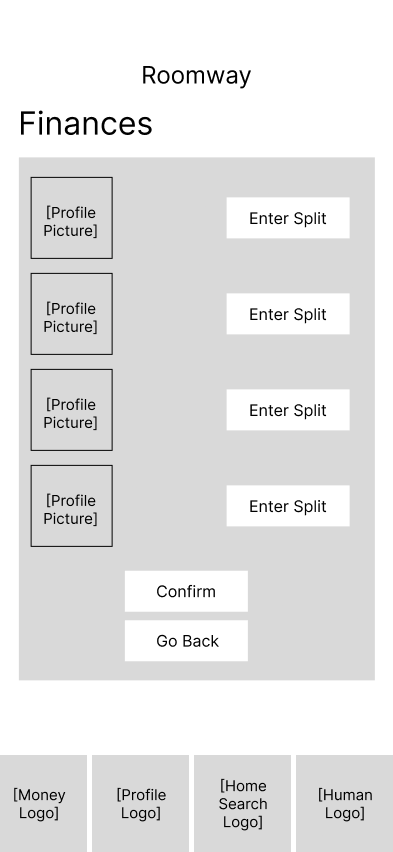 Roomway
Finances
[Profile
Picture]
Enter Split
[Profile
Picture]
Enter Split
[Profile
Picture]
Enter Split
[Profile
Picture]
Enter Split
Confirm
Go Back
[Money
Logo]
[Profile
Logo]
[Home
Search
Logo]
[Human
Logo]